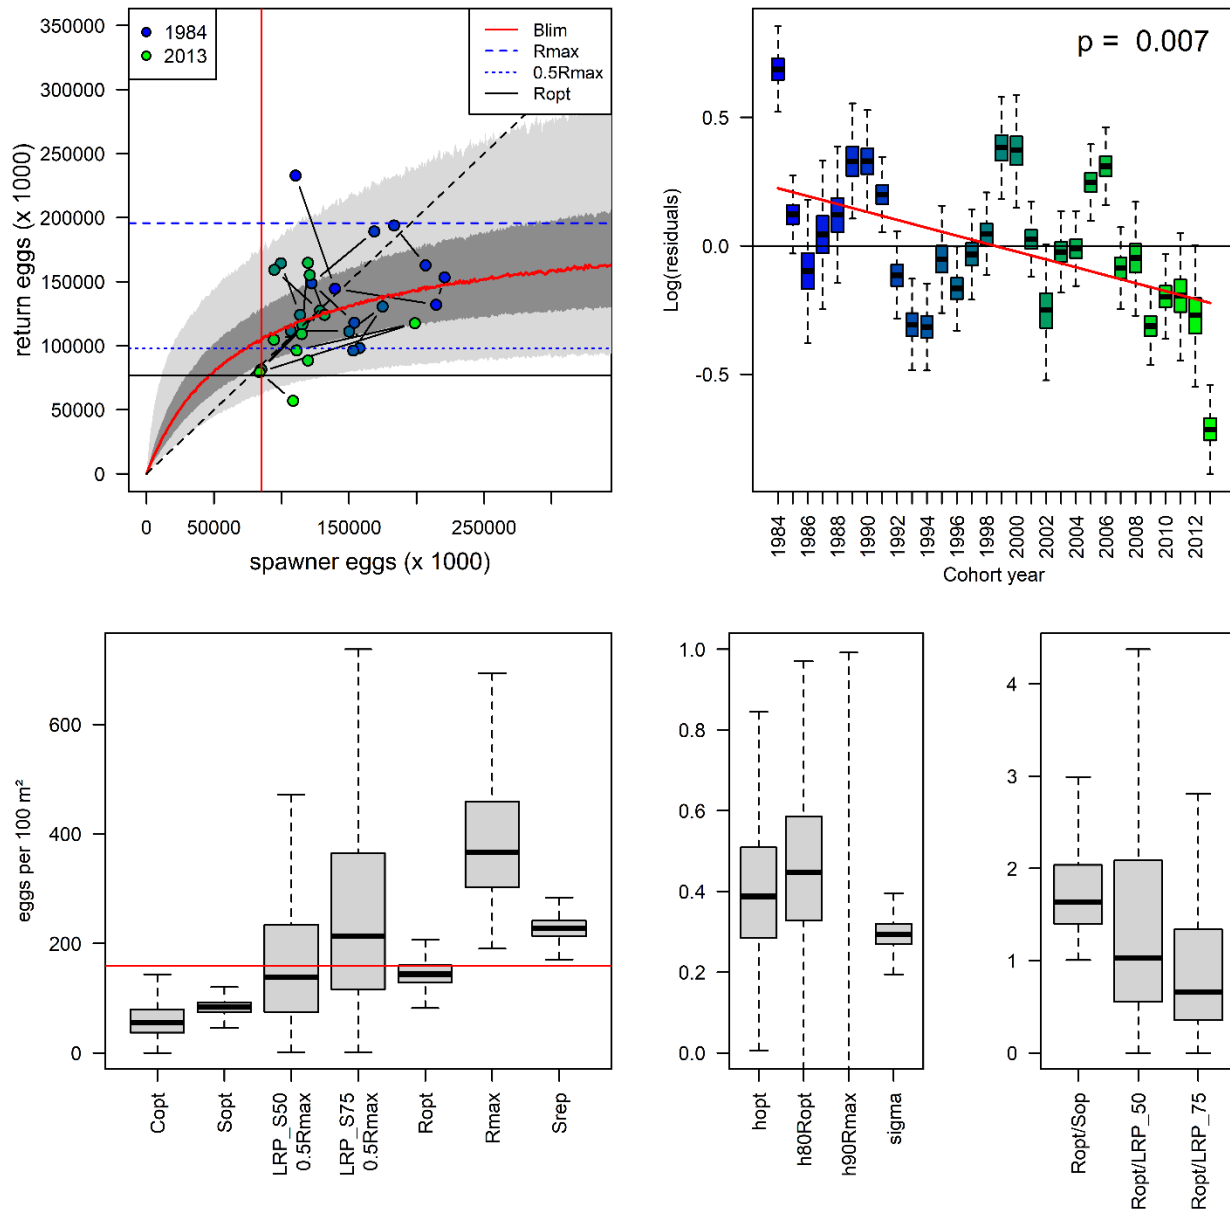 1984
2013
Blim
Rmax
0.5Rmax
Ropt
350000
300000
250000
200000
150000
100000
50000
0
return eggs (x 1000)
0
50000
150000
250000
spawner eggs (x 1000)
p = 0.007
0.5
0.0
-0.5
Log(residuals)
1984
1986
1988
1990
1992
1994
1996
1998
2000
2002
2004
2006
2008
2010
2012
Cohort year
600
400
200
0
eggs per 100 m²
Copt
Sopt
LRP_S50
0.5Rmax
LRP_S75
0.5Rmax
Ropt
Rmax
Srep
1.0
0.8
0.6
0.4
0.2
0.0
hopt
h80Ropt
h90Rmax
sigma
4
3
2
1
0
Ropt/Sop
Ropt/LRP_50
Ropt/LRP_75